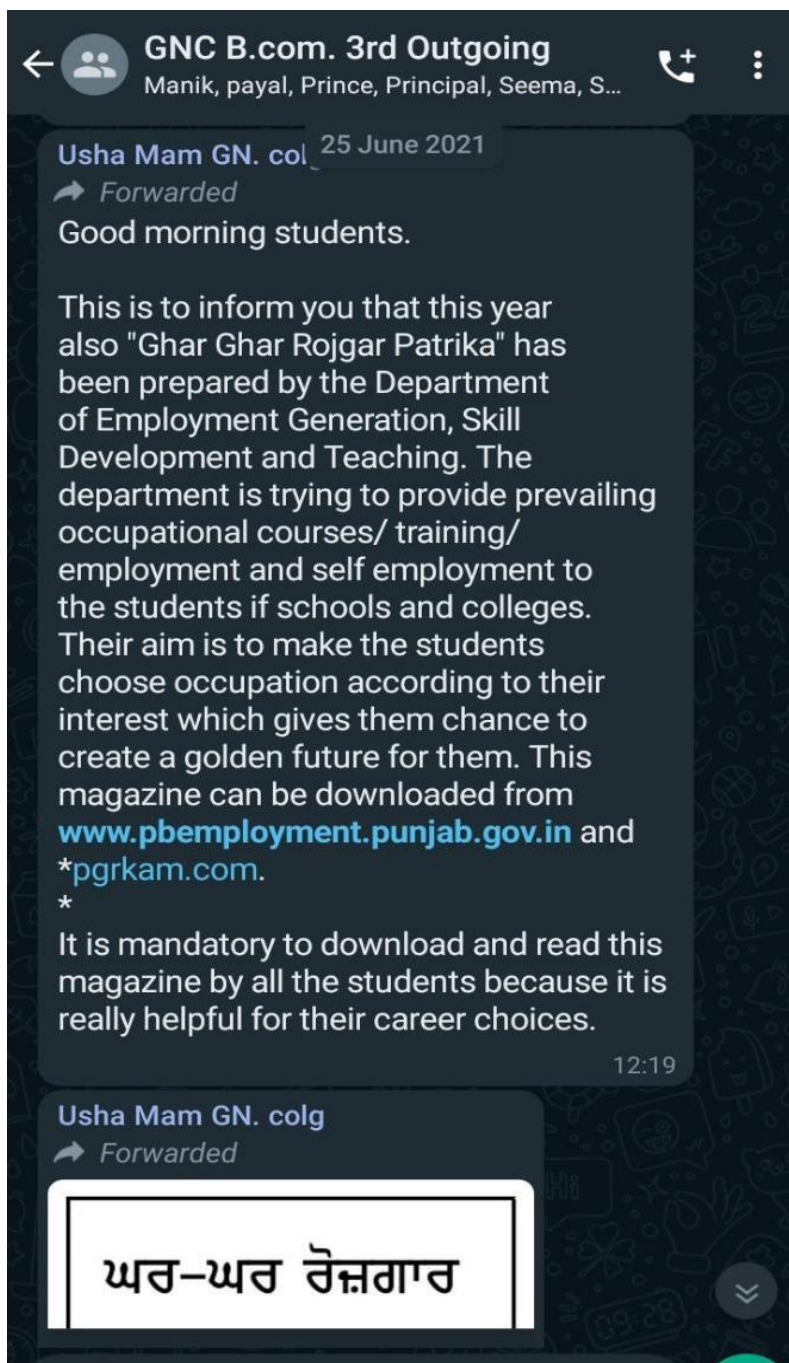 GNC B.com. 3rd Outgoing
Manik, payal, Prince, Principal, Seema, S...
25 June 2021
Usha Mam GN. col
Forwarded
Good morning students.
This is to inform you that this year
also "Ghar Ghar Rojgar Patrika" has
been prepared by the Department
of Employment Generation, Skill
Development and Teaching. The
department is trying to provide prevailing
occupational courses/ training/
employment and self employment to
the students if schools and colleges.
Their aim is to make the students
choose occupation according to their
interest which gives them chance to
create a golden future for them. This
magazine can be downloaded from
www.pbemployment.punjab.gov.in and
*pgrkam.com.
*
It is mandatory to download and read this
magazine by all the students because it is
really helpful for their career choices.
12:19
Usha Mam GN. colg
Forwarded
ਘਰ-ਘਰ ਰੋਜ਼ਗਾਰ